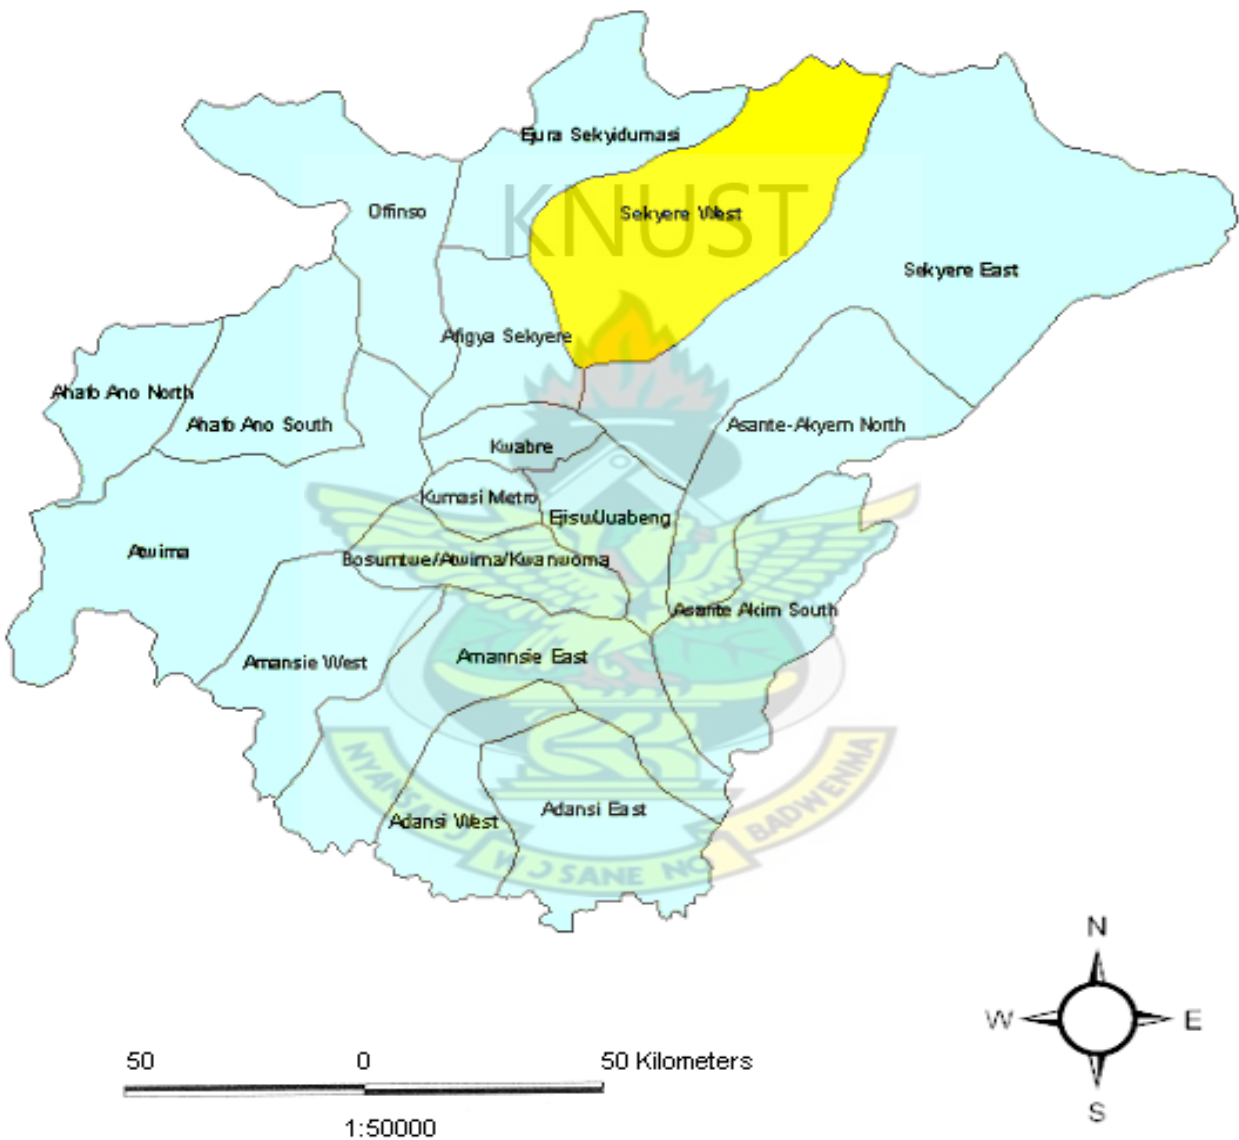 Ejura Sekyidumasi
KNUST
Offinso
Sekyere West
Sekyere East
Afigya Sekyere
Ahafo Ano North
Ahafo Ano South
Asante-Akyem North
Kwabre
Kumasi Metro
Ejisu/Juabeng
Atwima
Bosumtwe/Atwima/Kwanwoma
Asante Akim South
Amansie West
Amannsie East
Adansi East
Adansi West
NYANSAPO
WƆSANE NO
BADWENMA
N
W E
S
50 0 50 Kilometers
1:50000